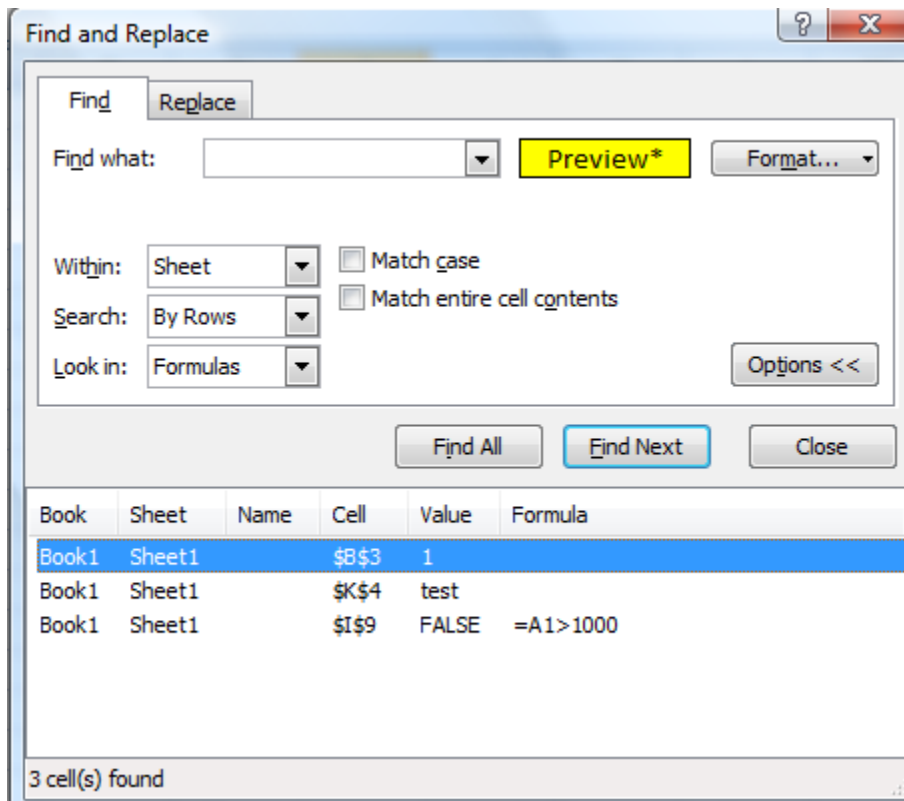 Find and Replace
Find Replace
Find what: Preview* Format...
Within: Sheet Match case
Match entire cell contents
Search: By Rows
Look in: Formulas Options <<
Find All Find Next Close
Book Sheet Name Cell Value Formula
Book1 Sheet1 $B$3 1
Book1 Sheet1 $K$4 test
Book1 Sheet1 $I$9 FALSE =A1>1000
3 cell(s) found